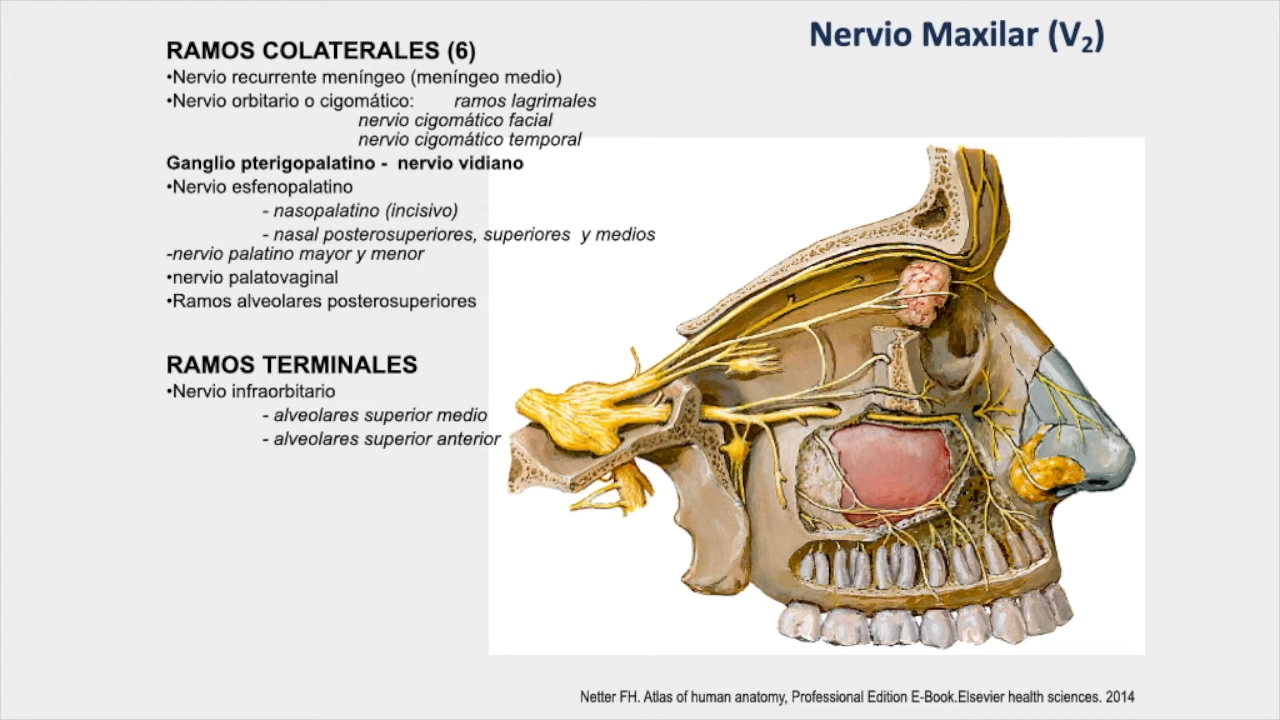 Nervio Maxilar (V₂)
RAMOS COLATERALES (6)
•Nervio recurrente meníngeo (meníngeo medio)
•Nervio orbitario o cigomático: ramos lagrimales
nervio cigomático facial
nervio cigomático temporal
Ganglio pterigopalatino - nervio vidiano
•Nervio esfenopalatino
- nasopalatino (incisivo)
- nasal posterosuperiores, superiores y medios
-nervio palatino mayor y menor
•nervio palatovaginal
•Ramos alveolares posterosuperiores
RAMOS TERMINALES
•Nervio infraorbitario
- alveolares superior medio
- alveolares superior anterior
Netter FH. Atlas of human anatomy, Professional Edition E-Book.Elsevier health sciences. 2014